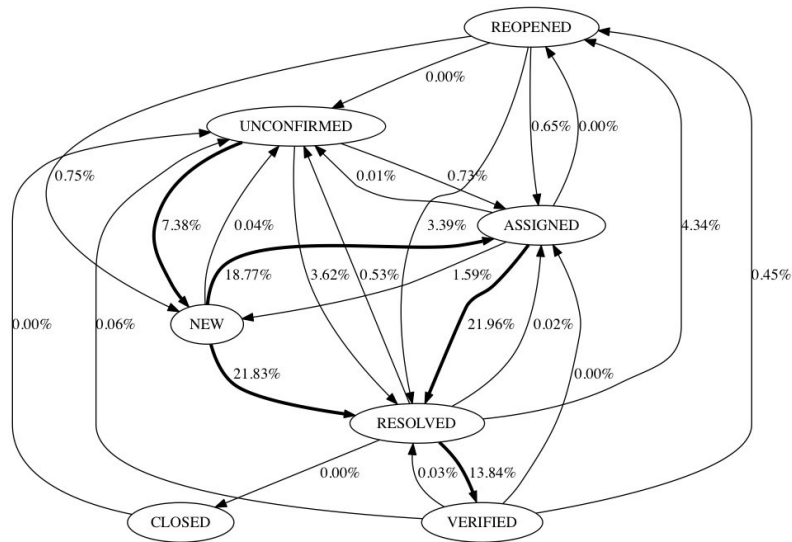 REOPENED
0.00%
UNCONFIRMED
0.65% 0.00%
0.75% 0.01% 0.73%
7.38% 0.04% 3.39% ASSIGNED 4.34%
18.77% 3.62% 0.53% 1.59% 0.45%
0.00% 0.06% NEW 21.96% 0.02%
21.83% 0.00%
RESOLVED
0.00% 0.03% 13.84%
CLOSED VERIFIED